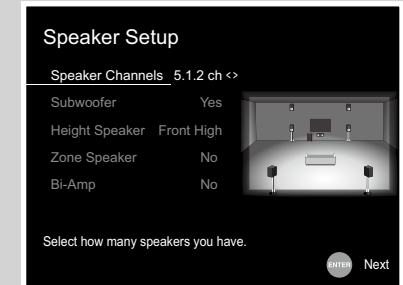 Speaker Setup
Speaker Channels 5.1.2 ch <>
Subwoofer Yes
Height Speaker Front High
Zone Speaker No
Bi-Amp No
Select how many speakers you have.
ENTER Next